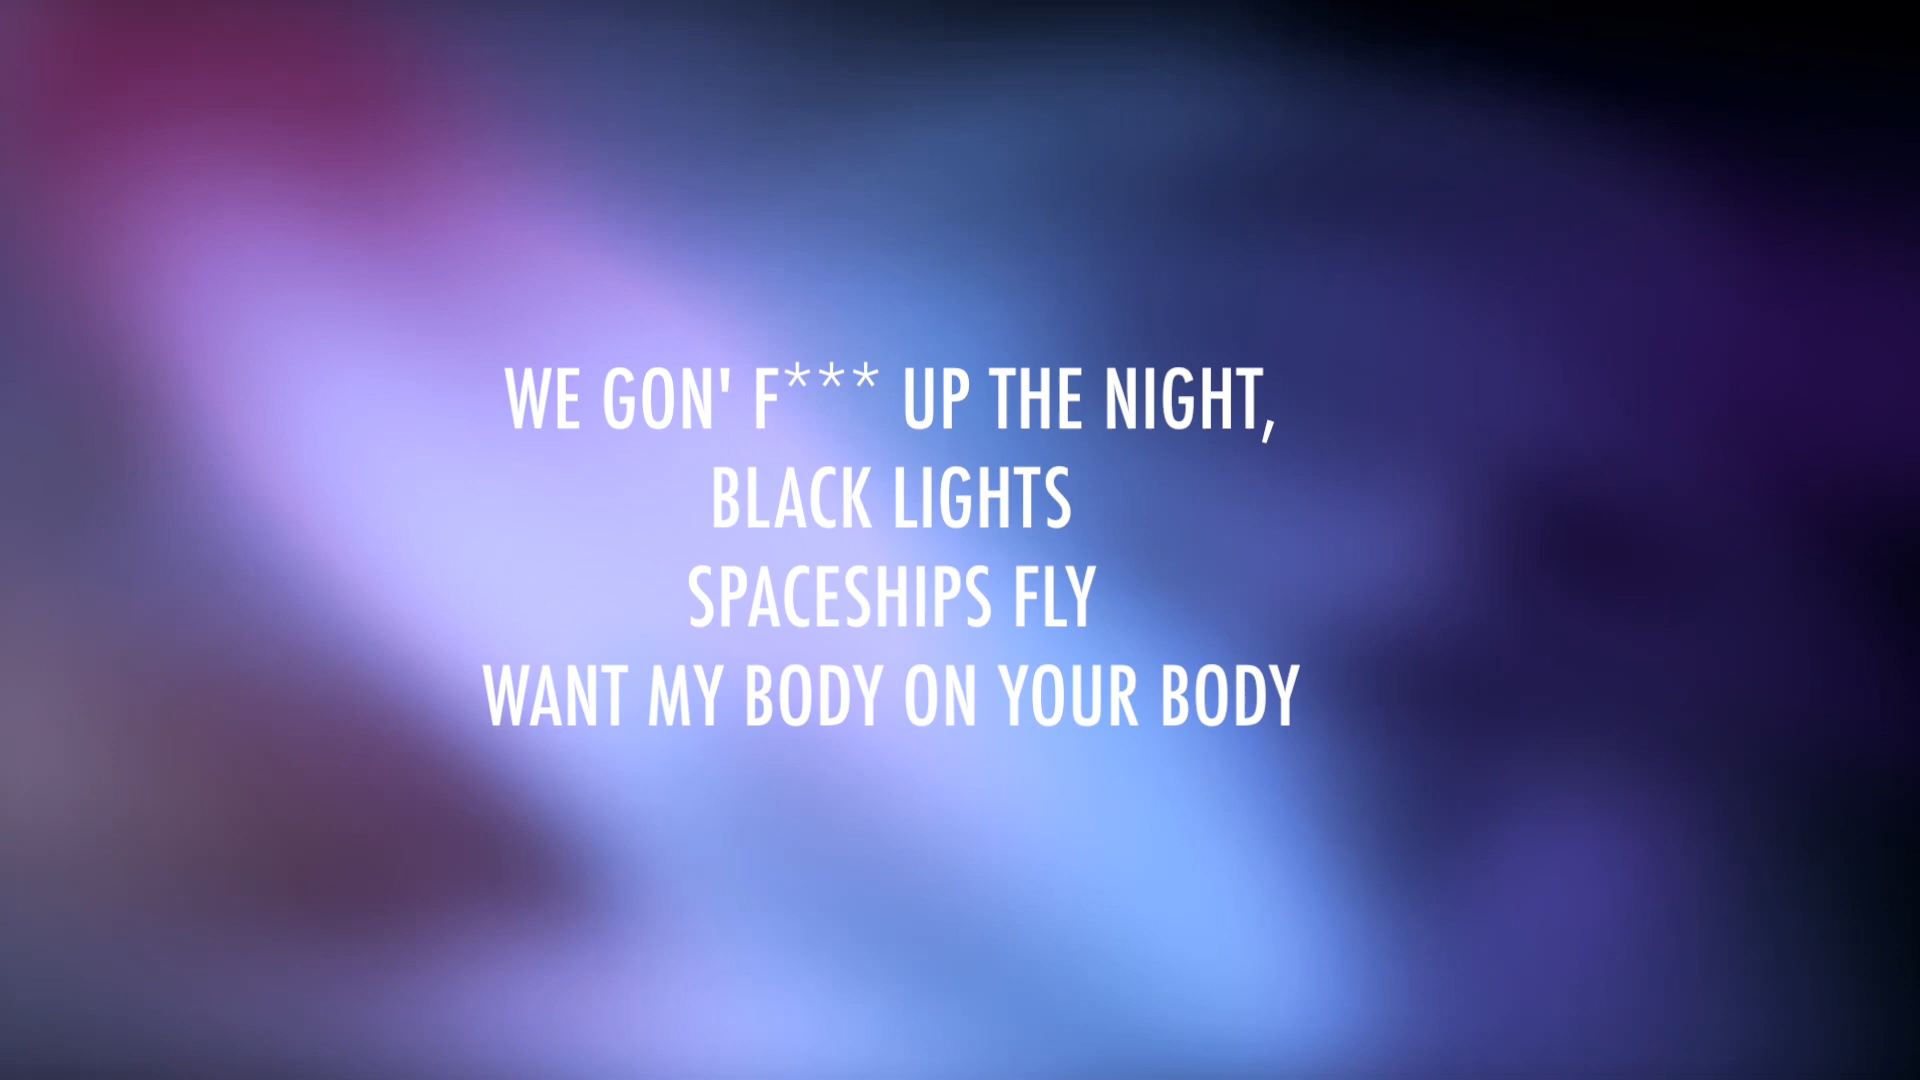 WE GON' F*** UP THE NIGHT,
BLACK LIGHTS
SPACESHIPS FLY
WANT MY BODY ON YOUR BODY